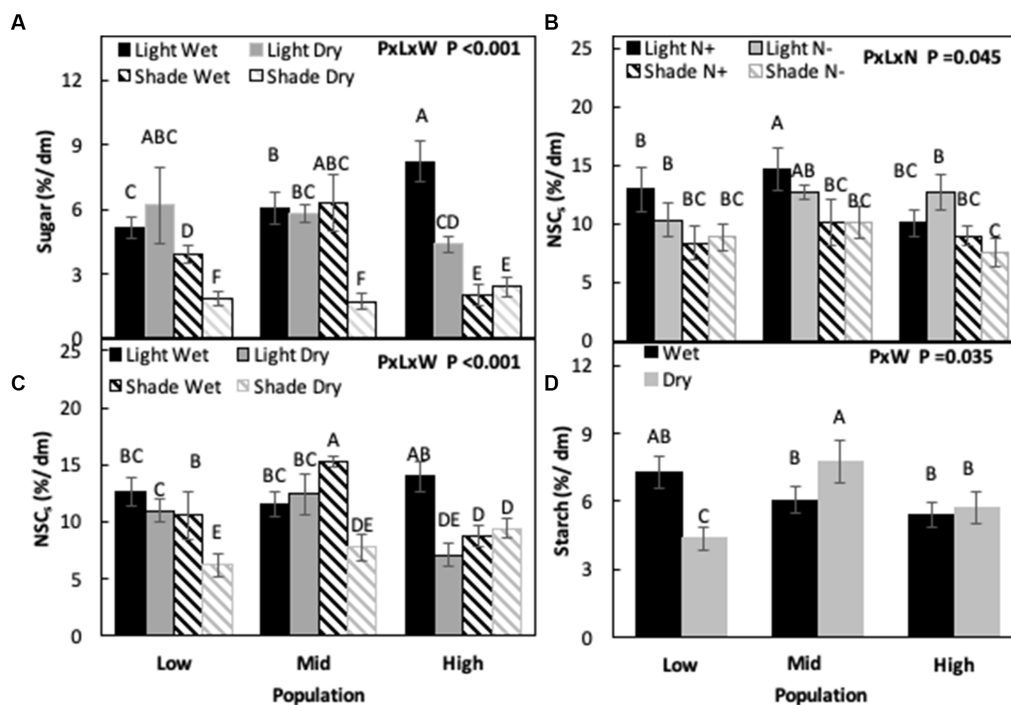 A
Light Wet Light Dry
Shade Wet Shade Dry
PxLxW P <0.001
Sugar (%/ dm)
12
9
6
3
0
C
ABC
D
F
B
BC
ABC
F
A
CD
E
E
B
Light N+ Light N-
Shade N+ Shade N-
PxLxN P =0.045
NSCs (%/ dm)
25
20
15
10
5
0
B
B
BC
BC
A
AB
BC
BC
BC
B
BC
C
C
Light Wet Light Dry
Shade Wet Shade Dry
PxLxW P <0.001
NSCs (%/ dm)
25
20
15
10
5
0
BC
C
B
E
BC
BC
A
DE
AB
DE
D
D
Low Mid High
Population
D
Wet
Dry
PxW P =0.035
Starch (%/ dm)
12
9
6
3
0
AB
C
B
A
B
B
Low Mid High
Population